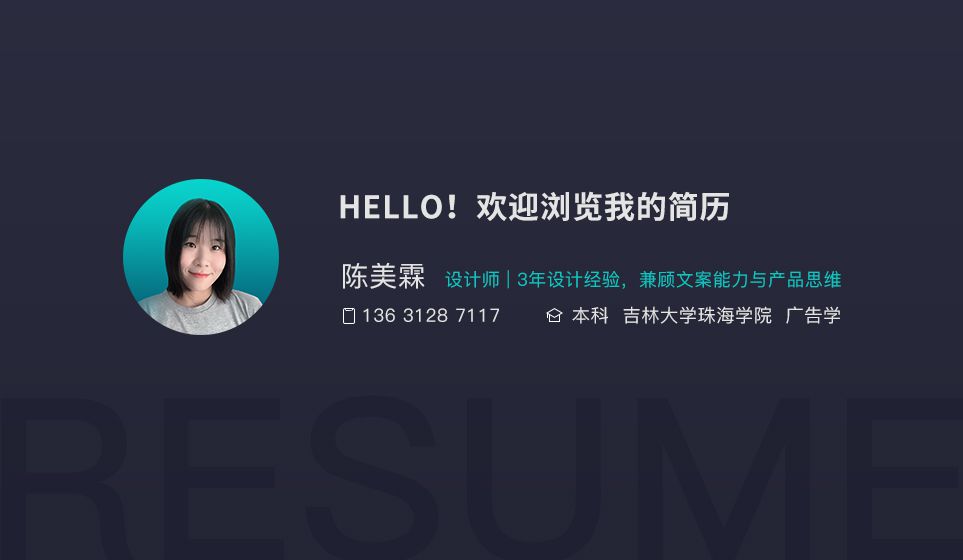 HELLO！欢迎浏览我的简历
陈美霖 设计师 | 3年设计经验，兼顾文案能力与产品思维
136 3128 7117 本科 吉林大学珠海学院 广告学
RESUME